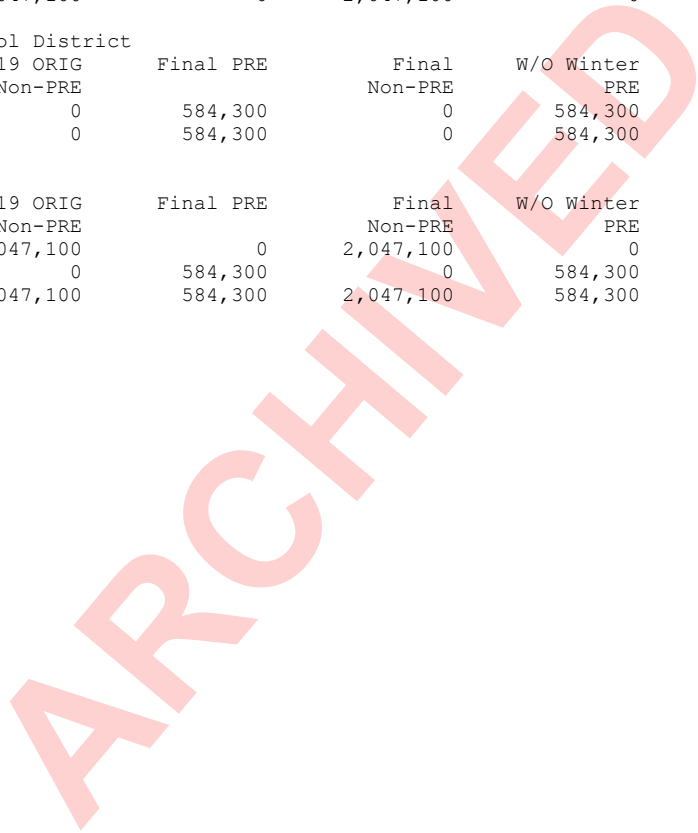 ol District
19 ORIG Final PRE Final W/O Winter
Non-PRE Non-PRE PRE
0 584,300 0 584,300
0 584,300 0 584,300
19 ORIG Final PRE Final W/O Winter
Non-PRE Non-PRE PRE
047,100 0 2,047,100 0
0 584,300 0 584,300
047,100 584,300 2,047,100 584,300
ARCHIVED